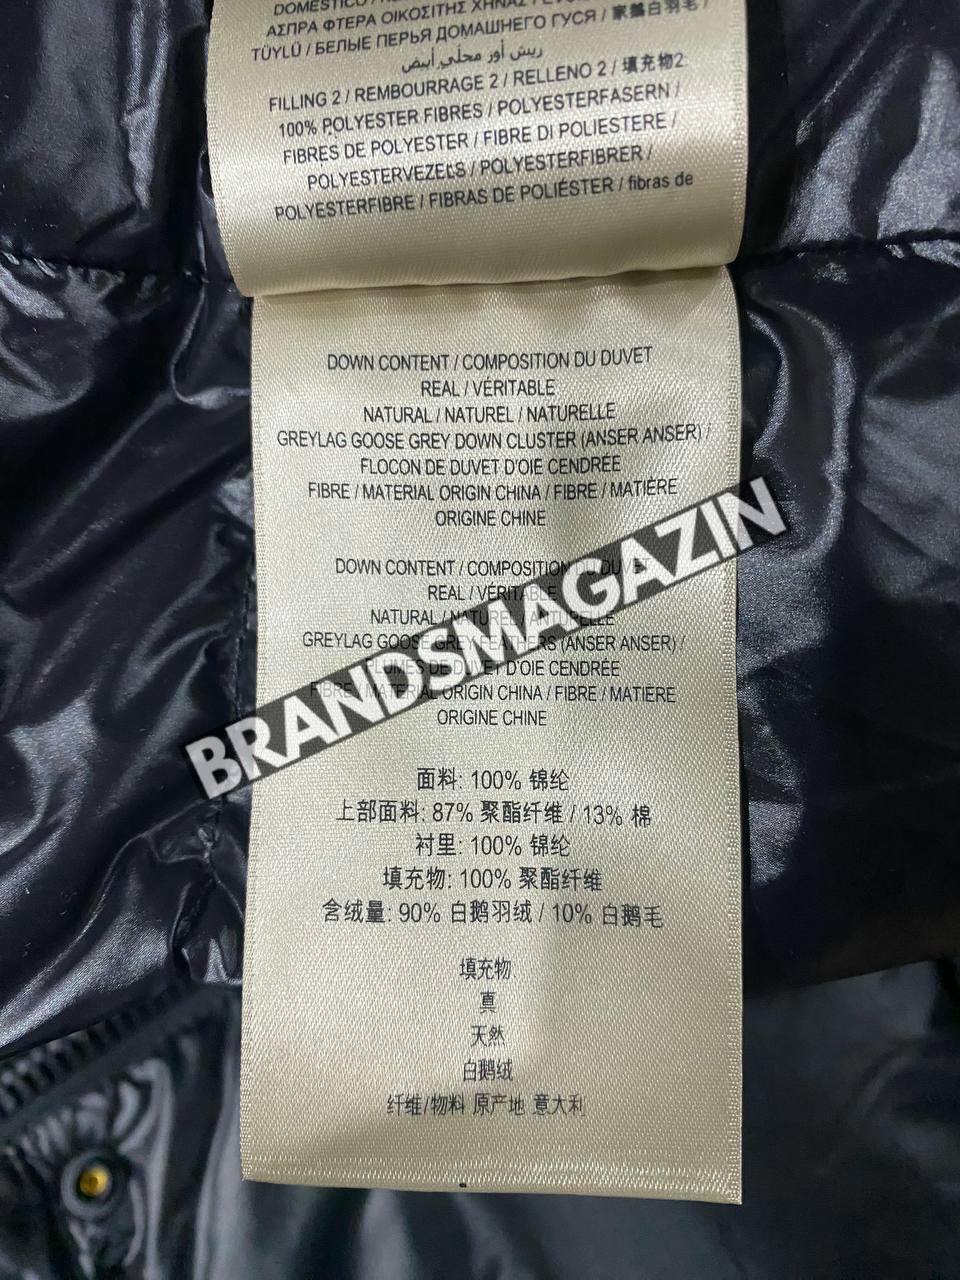 DOMESTICO /
ΑΣΠΡΑ ΦΤΕΡΑ ΟΙΚΟΣΙΤΗΣ ΧΗΝΑΣ /
TÜYLÜ / БЕЛЫЕ ПЕРЬЯ ДОМАШНЕГО ГУСЯ / 家鵝白羽毛 /
ريش أوز محلي أبيض
FILLING 2 / REMBOURRAGE 2 / RELLENO 2 / 填充物2:
100% POLYESTER FIBRES / POLYESTERFASERN /
FIBRES DE POLYESTER / FIBRE DI POLIESTERE /
POLYESTERVEZELS / POLYESTERFIBRER /
POLYESTERFIBRE / FIBRAS DE POLIÉSTER / fibras de
DOWN CONTENT / COMPOSITION DU DUVET
REAL / VÉRITABLE
NATURAL / NATUREL / NATURELLE
GREYLAG GOOSE GREY DOWN CLUSTER (ANSER ANSER) /
FLOCON DE DUVET D'OIE CENDRÉE
FIBRE / MATERIAL ORIGIN CHINA / FIBRE / MATIÈRE
ORIGINE CHINE
DOWN CONTENT / COMPOSITION DU DUVET
REAL / VÉRITABLE
NATURAL / NATUREL / NATURELLE
GREYLAG GOOSE GREY FEATHERS (ANSER ANSER) /
PLUMES DE DUVET D'OIE CENDRÉE
FIBRE / MATERIAL ORIGIN CHINA / FIBRE / MATIÈRE
ORIGINE CHINE
BRANDSMAGAZIN
面料: 100% 锦纶
上部面料: 87% 聚酯纤维 / 13% 棉
衬里: 100% 锦纶
填充物: 100% 聚酯纤维
含绒量: 90% 白鹅羽绒 / 10% 白鹅毛
填充物
真
天然
白鹅绒
纤维/物料 原产地 意大利